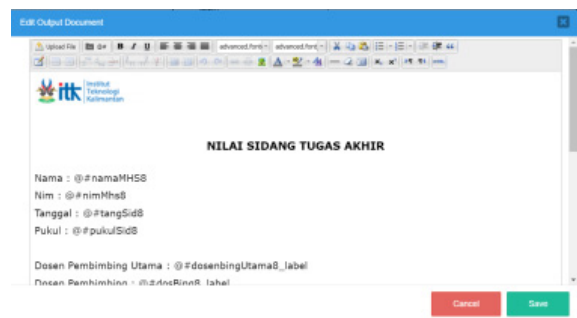 Edit Output Document
Upload File
B I U
advanced.font
advanced.font
itk
Institut
Teknologi
Kalimantan
NILAI SIDANG TUGAS AKHIR
Nama : @#namaMHS8
Nim : @#nimMhs8
Tanggal : @#tangSid8
Pukul : @#pukulSid8
Dosen Pembimbing Utama : @#dosenbingUtama8_label
Dosen Pembimbing : @#dosBing8_label
Cancel
Save